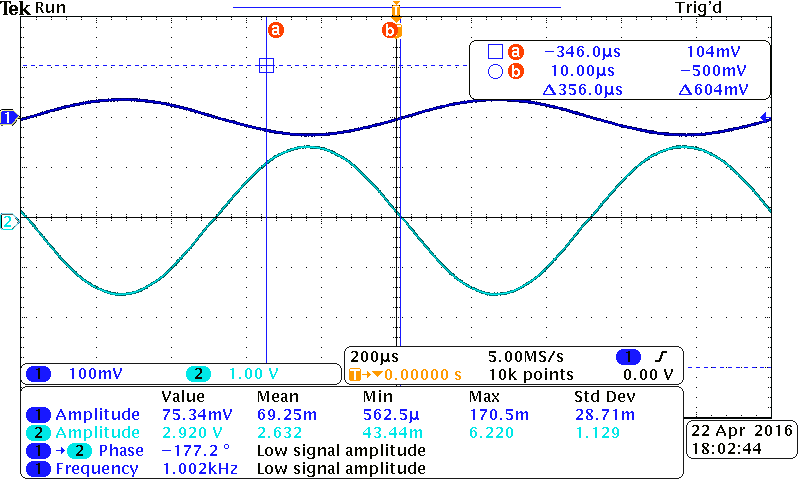 Tek Run Trig'd
T
a b
a −346.0µs 104mV
b 10.00µs −500mV
Δ356.0µs Δ604mV
1
2
1 100mV 2 1.00 V
200µs 5.00MS/s 1
T→▼0.00000 s 10k points 0.00 V
Value Mean Min Max Std Dev
1 Amplitude 75.34mV 69.25m 562.5µ 170.5m 28.71m
2 Amplitude 2.920 V 2.632 43.44m 6.220 1.129
1 → 2 Phase −177.2 ° Low signal amplitude
1 Frequency 1.002kHz Low signal amplitude
22 Apr 2016
18:02:44